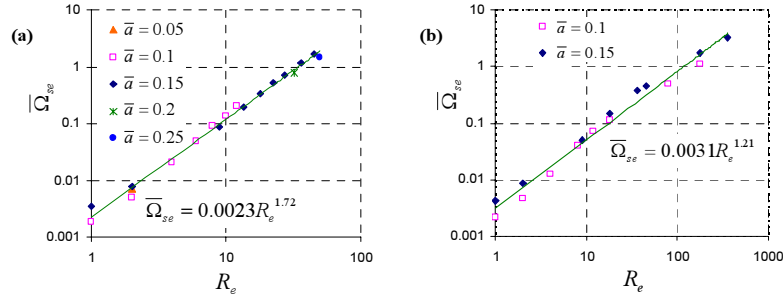 (a)
10
1
0.1
0.01
0.001
Ω̅se
a̅ = 0.05
a̅ = 0.1
a̅ = 0.15
a̅ = 0.2
a̅ = 0.25
Ω̅se = 0.0023Re^1.72
1 10 100
Re
(b)
10
1
0.1
0.01
0.001
Ω̅se
a̅ = 0.1
a̅ = 0.15
Ω̅se = 0.0031Re^1.21
1 10 100 1000
Re